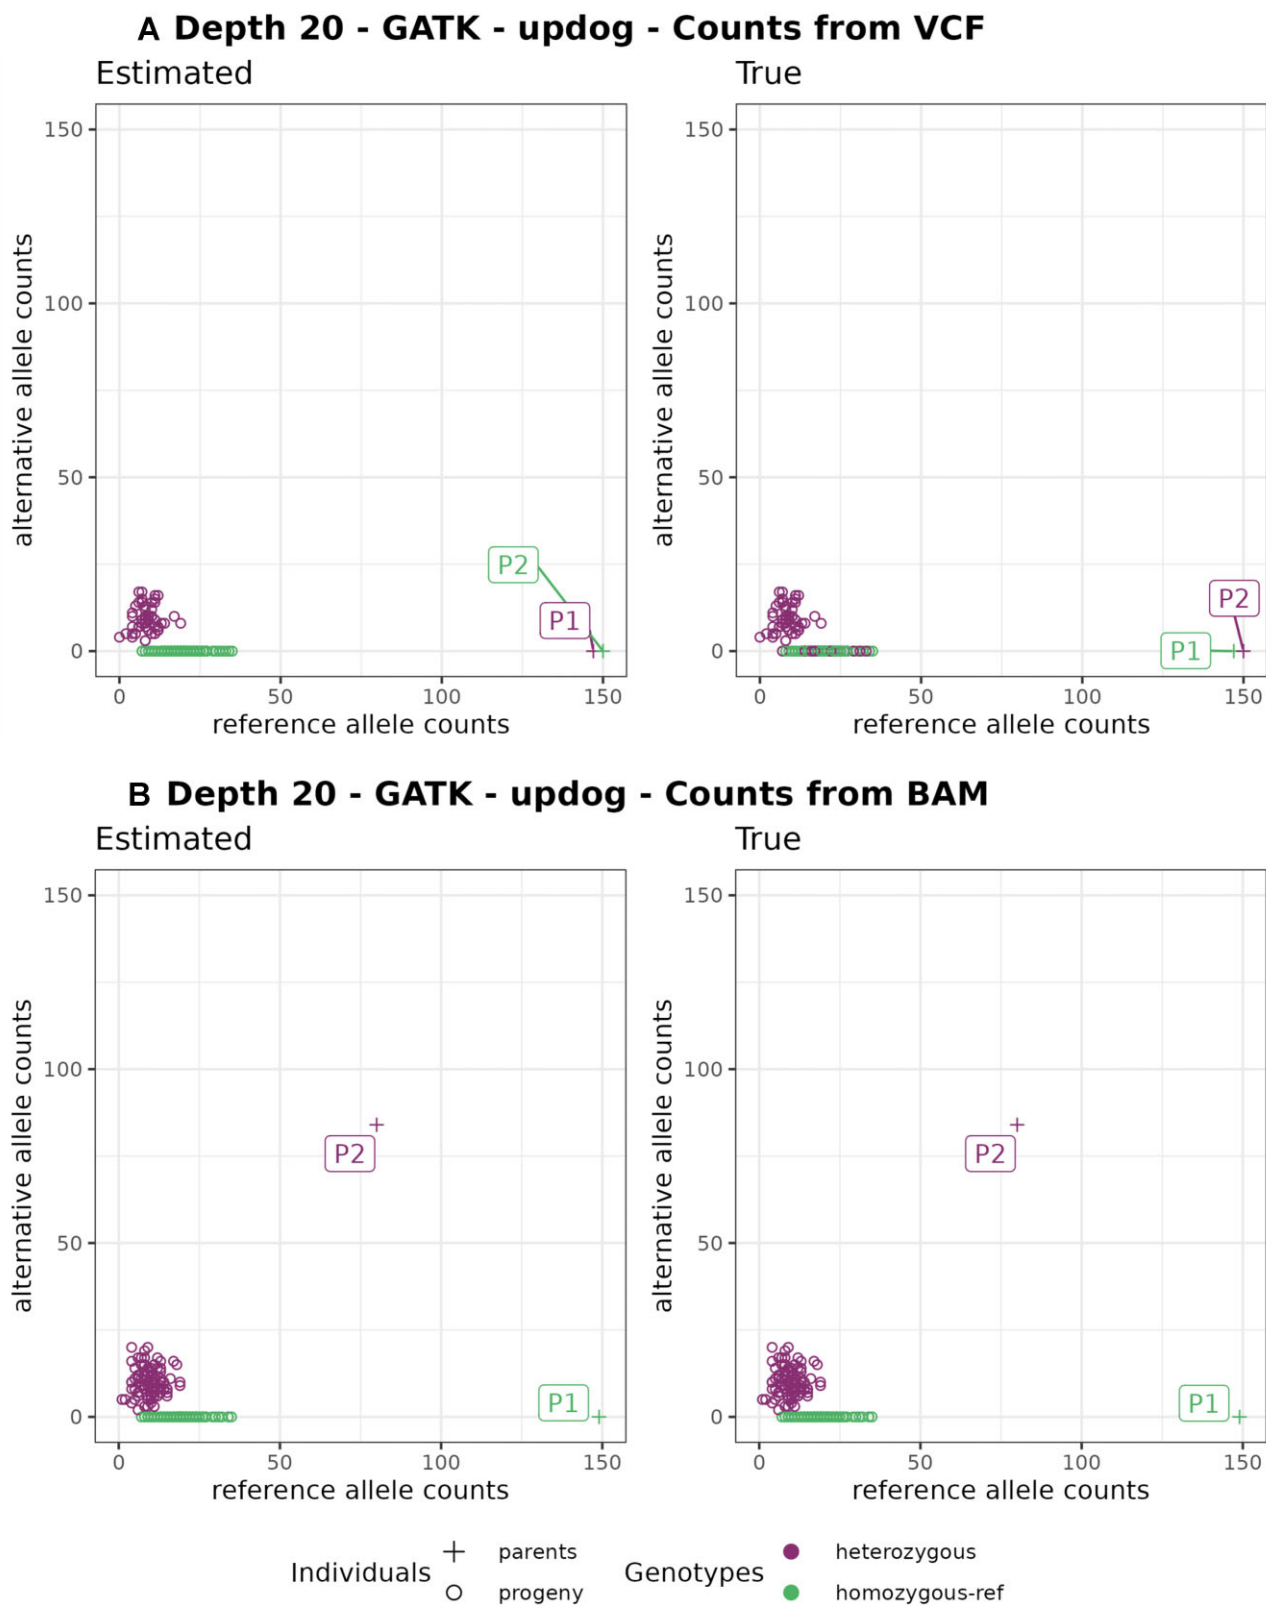 A Depth 20 - GATK - updog - Counts from VCF
Estimated
True
alternative allele counts
150
100
50
0
P2
P1
0
50
100
150
reference allele counts
alternative allele counts
150
100
50
0
P2
P1
0
50
100
150
reference allele counts
B Depth 20 - GATK - updog - Counts from BAM
Estimated
True
alternative allele counts
150
100
50
0
P2
P1
0
50
100
150
reference allele counts
alternative allele counts
150
100
50
0
P2
P1
0
50
100
150
reference allele counts
Individuals
parents
progeny
Genotypes
heterozygous
homozygous-ref